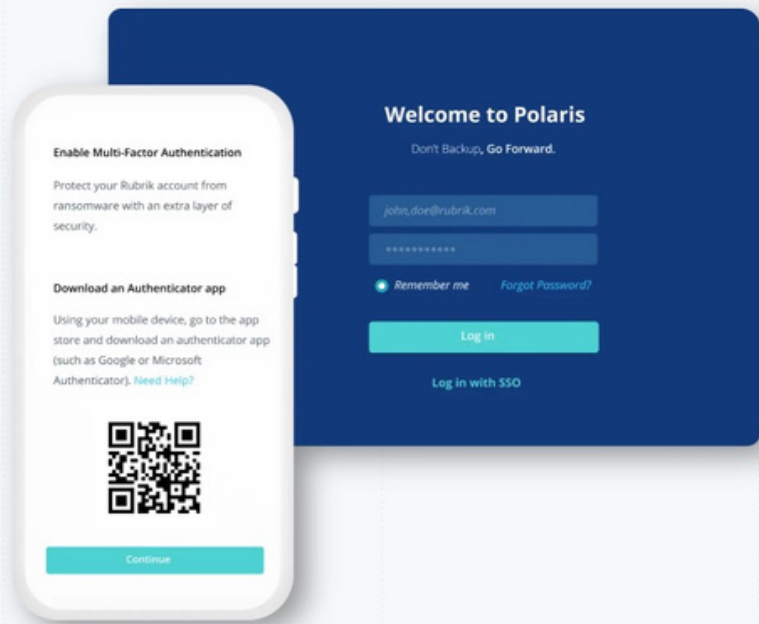 Welcome to Polaris
Don't Backup, Go Forward.
john,doe@rubrik.com
***********
Remember me Forgot Password?
Log in
Log in with SSO
Enable Multi-Factor Authentication
Protect your Rubrik account from
ransomware with an extra layer of
security.
Download an Authenticator app
Using your mobile device, go to the app
store and download an authenticator app
(such as Google or Microsoft
Authenticator). Need Help?
Continue